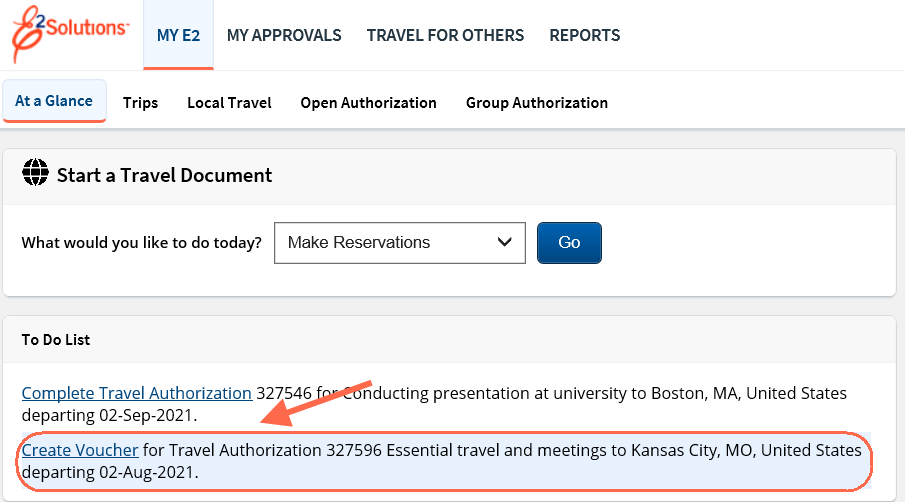 E2Solutions
MY E2 MY APPROVALS TRAVEL FOR OTHERS REPORTS
At a Glance Trips Local Travel Open Authorization Group Authorization
Start a Travel Document
What would you like to do today? Make Reservations Go
To Do List
Complete Travel Authorization 327546 for Conducting presentation at university to Boston, MA, United States
departing 02-Sep-2021.
Create Voucher for Travel Authorization 327596 Essential travel and meetings to Kansas City, MO, United States
departing 02-Aug-2021.